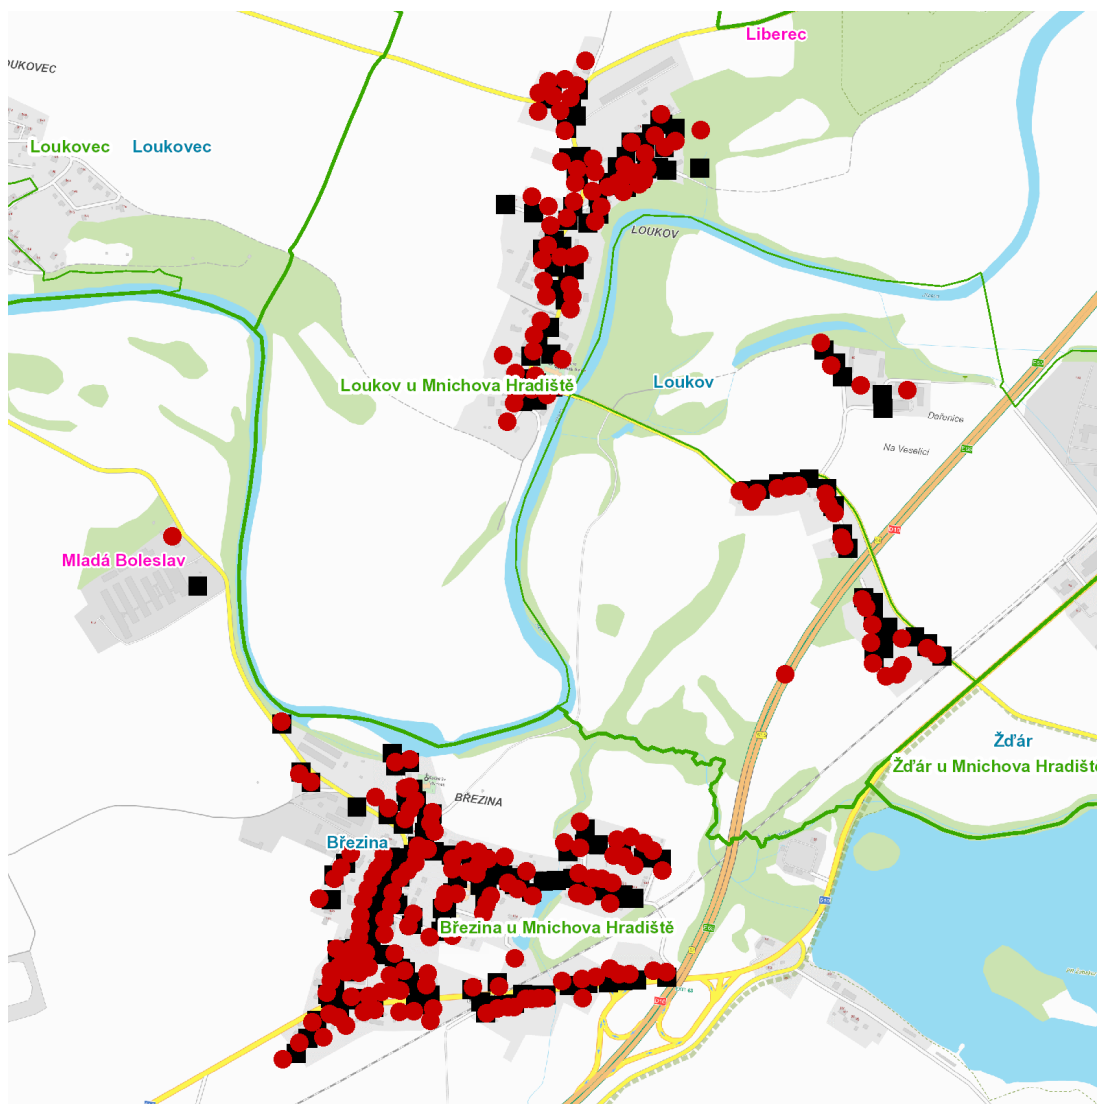 Liberec
LOUKOVEC
Loukovec
Loukovec
LOUKOV
Loukov u Mnichova Hradiště
Loukov
Dařenice
Na Veselici
Mladá Boleslav
Žďár
Žďár u Mnichova Hradiště
BŘEZINA
Březina
Březina u Mnichova Hradiště